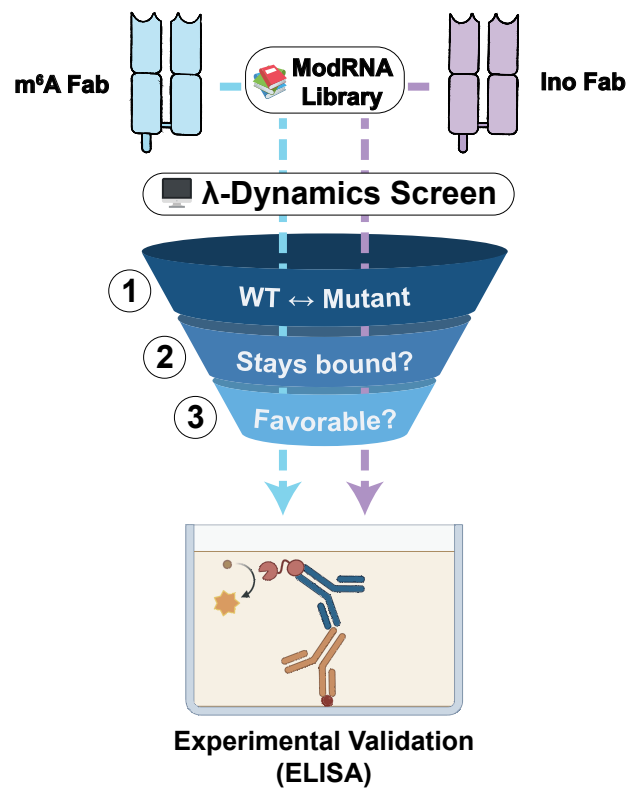 m⁶A Fab
ModRNA
Library
Ino Fab
λ-Dynamics Screen
1
WT ↔ Mutant
2
Stays bound?
3
Favorable?
Experimental Validation
(ELISA)